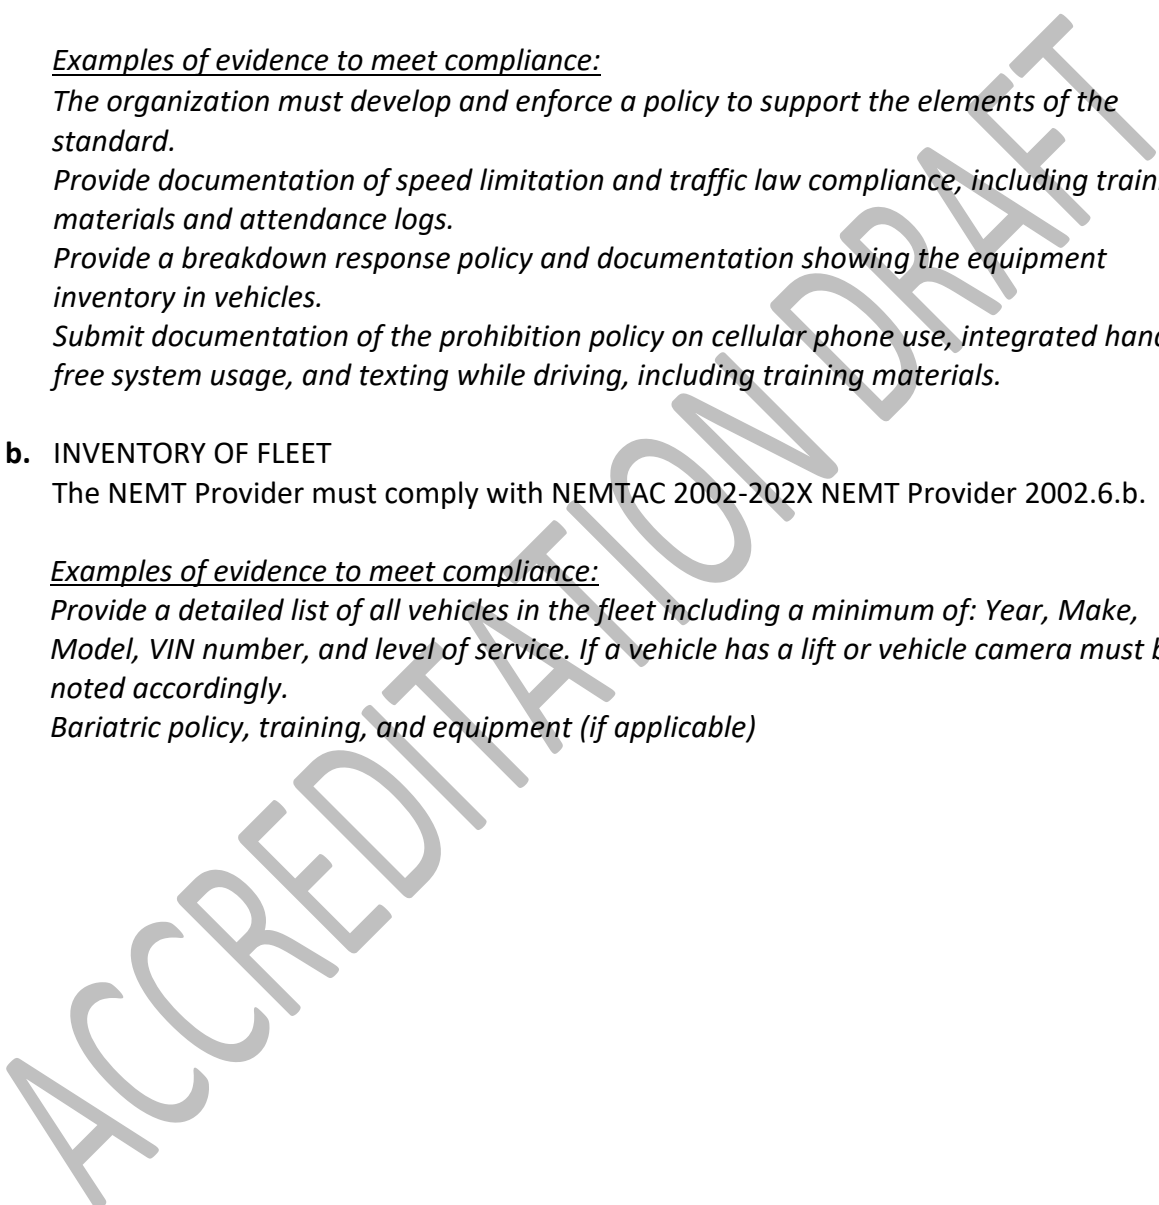 Examples of evidence to meet compliance:
The organization must develop and enforce a policy to support the elements of the
standard.
Provide documentation of speed limitation and traffic law compliance, including train
materials and attendance logs.
Provide a breakdown response policy and documentation showing the equipment
inventory in vehicles.
Submit documentation of the prohibition policy on cellular phone use, integrated hand
free system usage, and texting while driving, including training materials.
b. INVENTORY OF FLEET
The NEMT Provider must comply with NEMTAC 2002-202X NEMT Provider 2002.6.b.
Examples of evidence to meet compliance:
Provide a detailed list of all vehicles in the fleet including a minimum of: Year, Make,
Model, VIN number, and level of service. If a vehicle has a lift or vehicle camera must b
noted accordingly.
Bariatric policy, training, and equipment (if applicable)
ACCREDITATION DRAFT